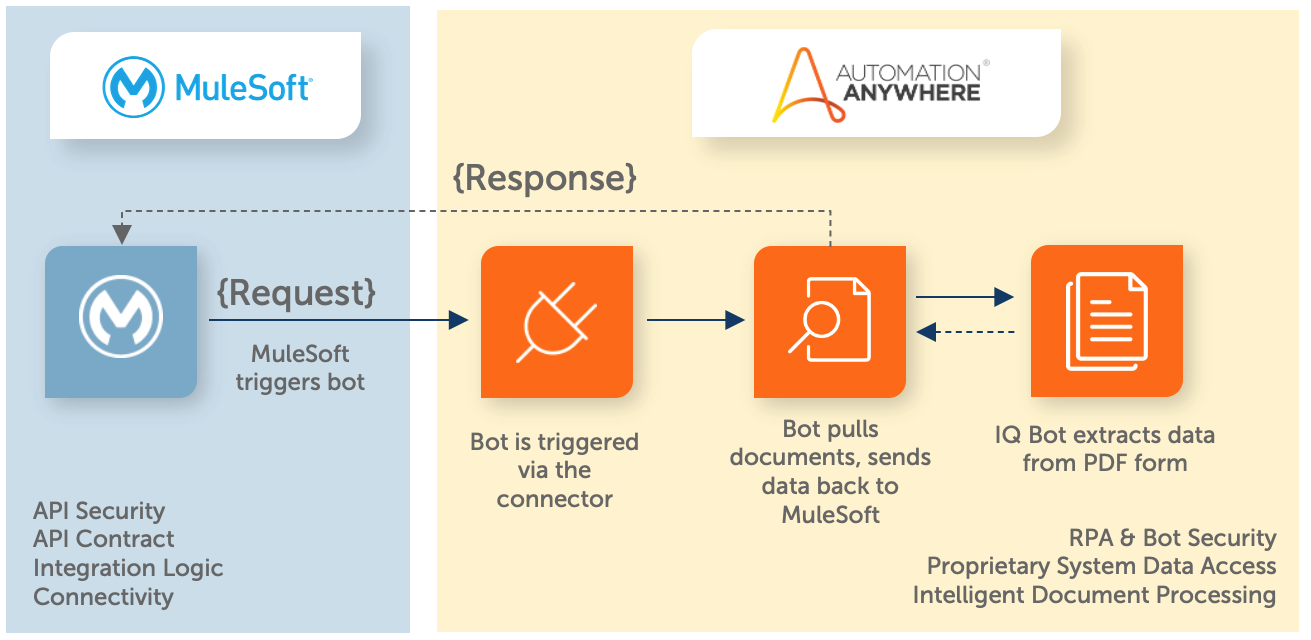 MuleSoft®
AUTOMATION®
ANYWHERE
{Response}
{Request}
MuleSoft
triggers bot
Bot is triggered
via the
connector
Bot pulls
documents, sends
data back to
MuleSoft
IQ Bot extracts data
from PDF form
API Security
API Contract
Integration Logic
Connectivity
RPA & Bot Security
Proprietary System Data Access
Intelligent Document Processing